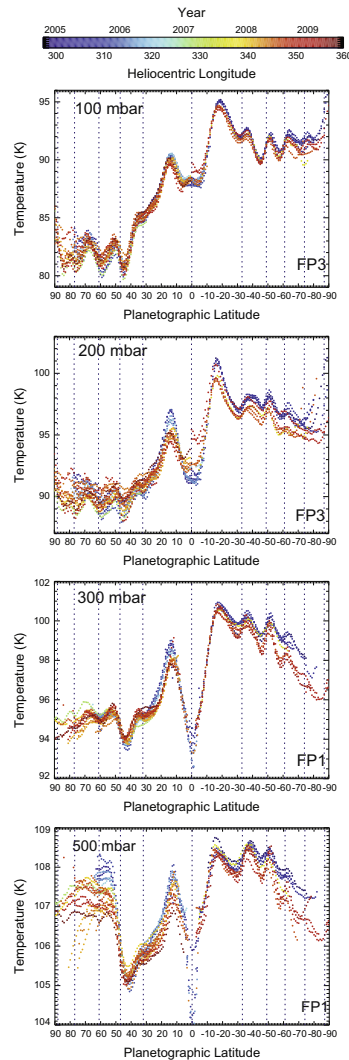 Year
2005 2006 2007 2008 2009
300 310 320 330 340 350 360
Heliocentric Longitude
100 mbar
95
90
85
80
Temperature (K)
FP3
90 80 70 60 50 40 30 20 10 0 -10 -20 -30 -40 -50 -60 -70 -80 -90
Planetographic Latitude
200 mbar
100
95
90
Temperature (K)
FP3
90 80 70 60 50 40 30 20 10 0 -10 -20 -30 -40 -50 -60 -70 -80 -90
Planetographic Latitude
102
300 mbar
100
98
96
94
92
Temperature (K)
FP1
90 80 70 60 50 40 30 20 10 0 -10 -20 -30 -40 -50 -60 -70 -80 -90
Planetographic Latitude
109
500 mbar
108
107
106
105
104
Temperature (K)
FP1
90 80 70 60 50 40 30 20 10 0 -10 -20 -30 -40 -50 -60 -70 -80 -90
Planetographic Latitude